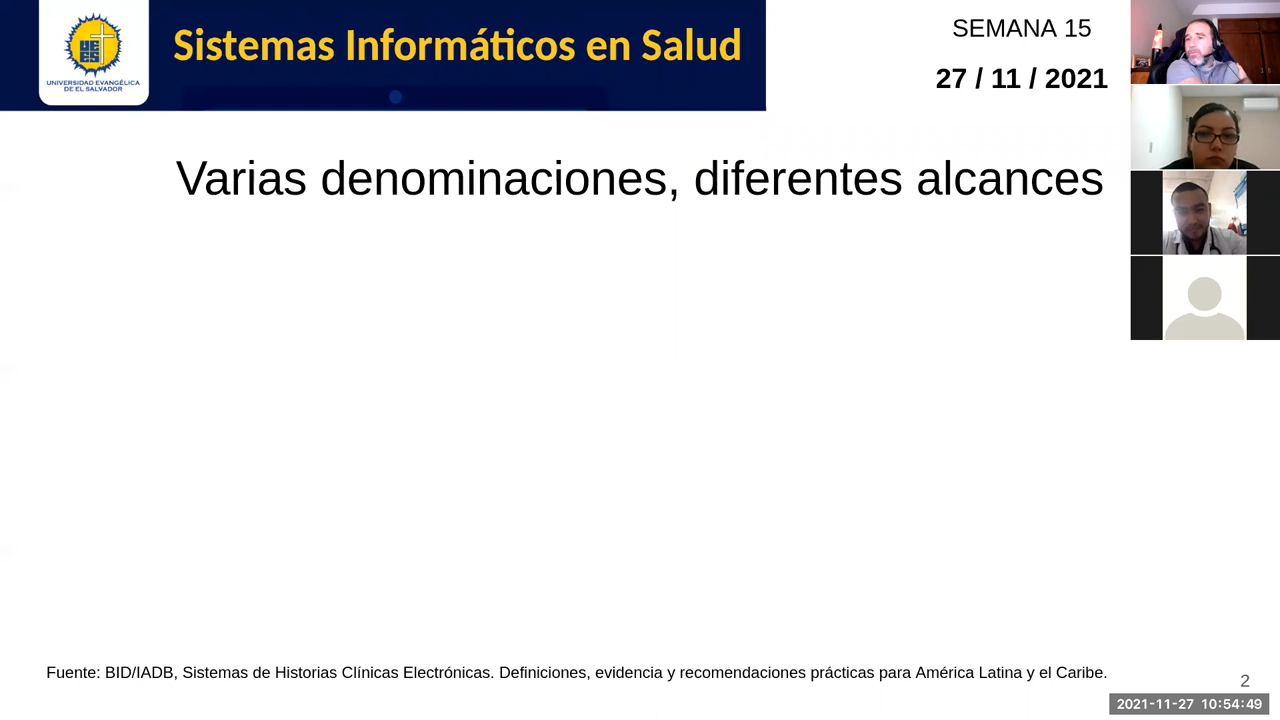 UNIVERSIDAD EVANGÉLICA
DE EL SALVADOR
Sistemas Informáticos en Salud
SEMANA 15
27 / 11 / 2021
Varias denominaciones, diferentes alcances
Fuente: BID/IADB, Sistemas de Historias Clínicas Electrónicas. Definiciones, evidencia y recomendaciones prácticas para América Latina y el Caribe.
2
2021-11-27 10:54:49